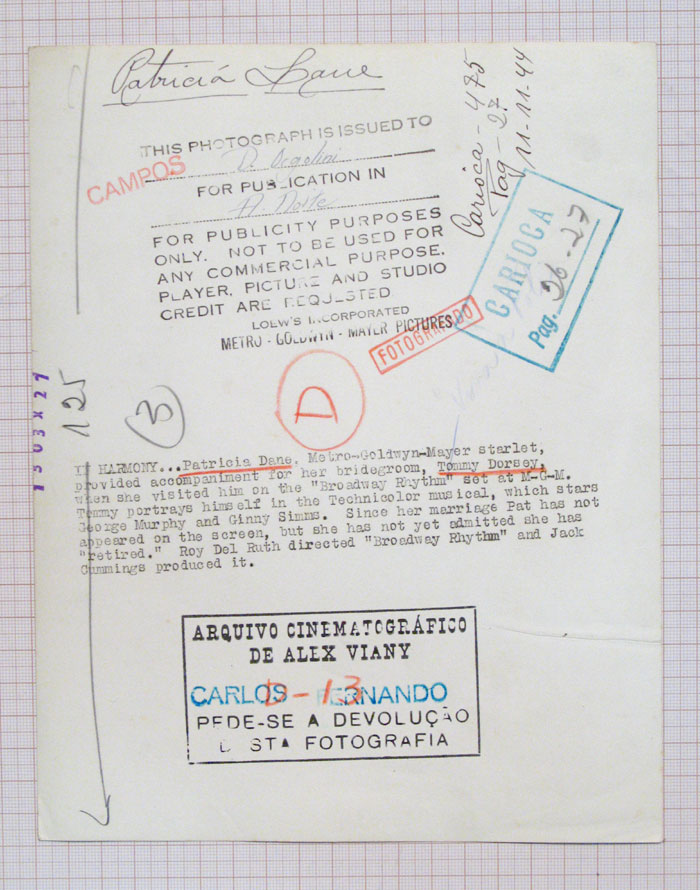 Patricia Dane
Carioca - 475
Pag - 27
11-11-44
THIS PHOTOGRAPH IS ISSUED TO
CAMPOS
FOR PUBLICATION IN
A Noite
FOR PUBLICITY PURPOSES
ONLY. NOT TO BE USED FOR
ANY COMMERCIAL PURPOSE.
PLAYER, PICTURE AND STUDIO
CREDIT ARE REQUESTED.
LOEW'S INCORPORATED
METRO - GOLDWYN - MAYER PICTURES
FOTOGRAFADO
CARIOCA
Pag. 26-27
D
B
125
1503X27
IN HARMONY...Patricia Dane, Metro-Goldwyn-Mayer starlet,
provided accompaniment for her bridegroom, Tommy Dorsey,
when she visited him on the "Broadway Rhythm" set at M-G-M.
Tommy portrays himself in the Technicolor musical, which stars
George Murphy and Ginny Simms. Since her marriage Pat has not
appeared on the screen, but she has not yet admitted she has
"retired." Roy Del Ruth directed "Broadway Rhythm" and Jack
Cummings produced it.
ARQUIVO CINEMATOGRÁFICO
DE ALEX VIANY
CARLOS FERNANDO
D-13
PEDE-SE A DEVOLUÇÃO
DESTA FOTOGRAFIA